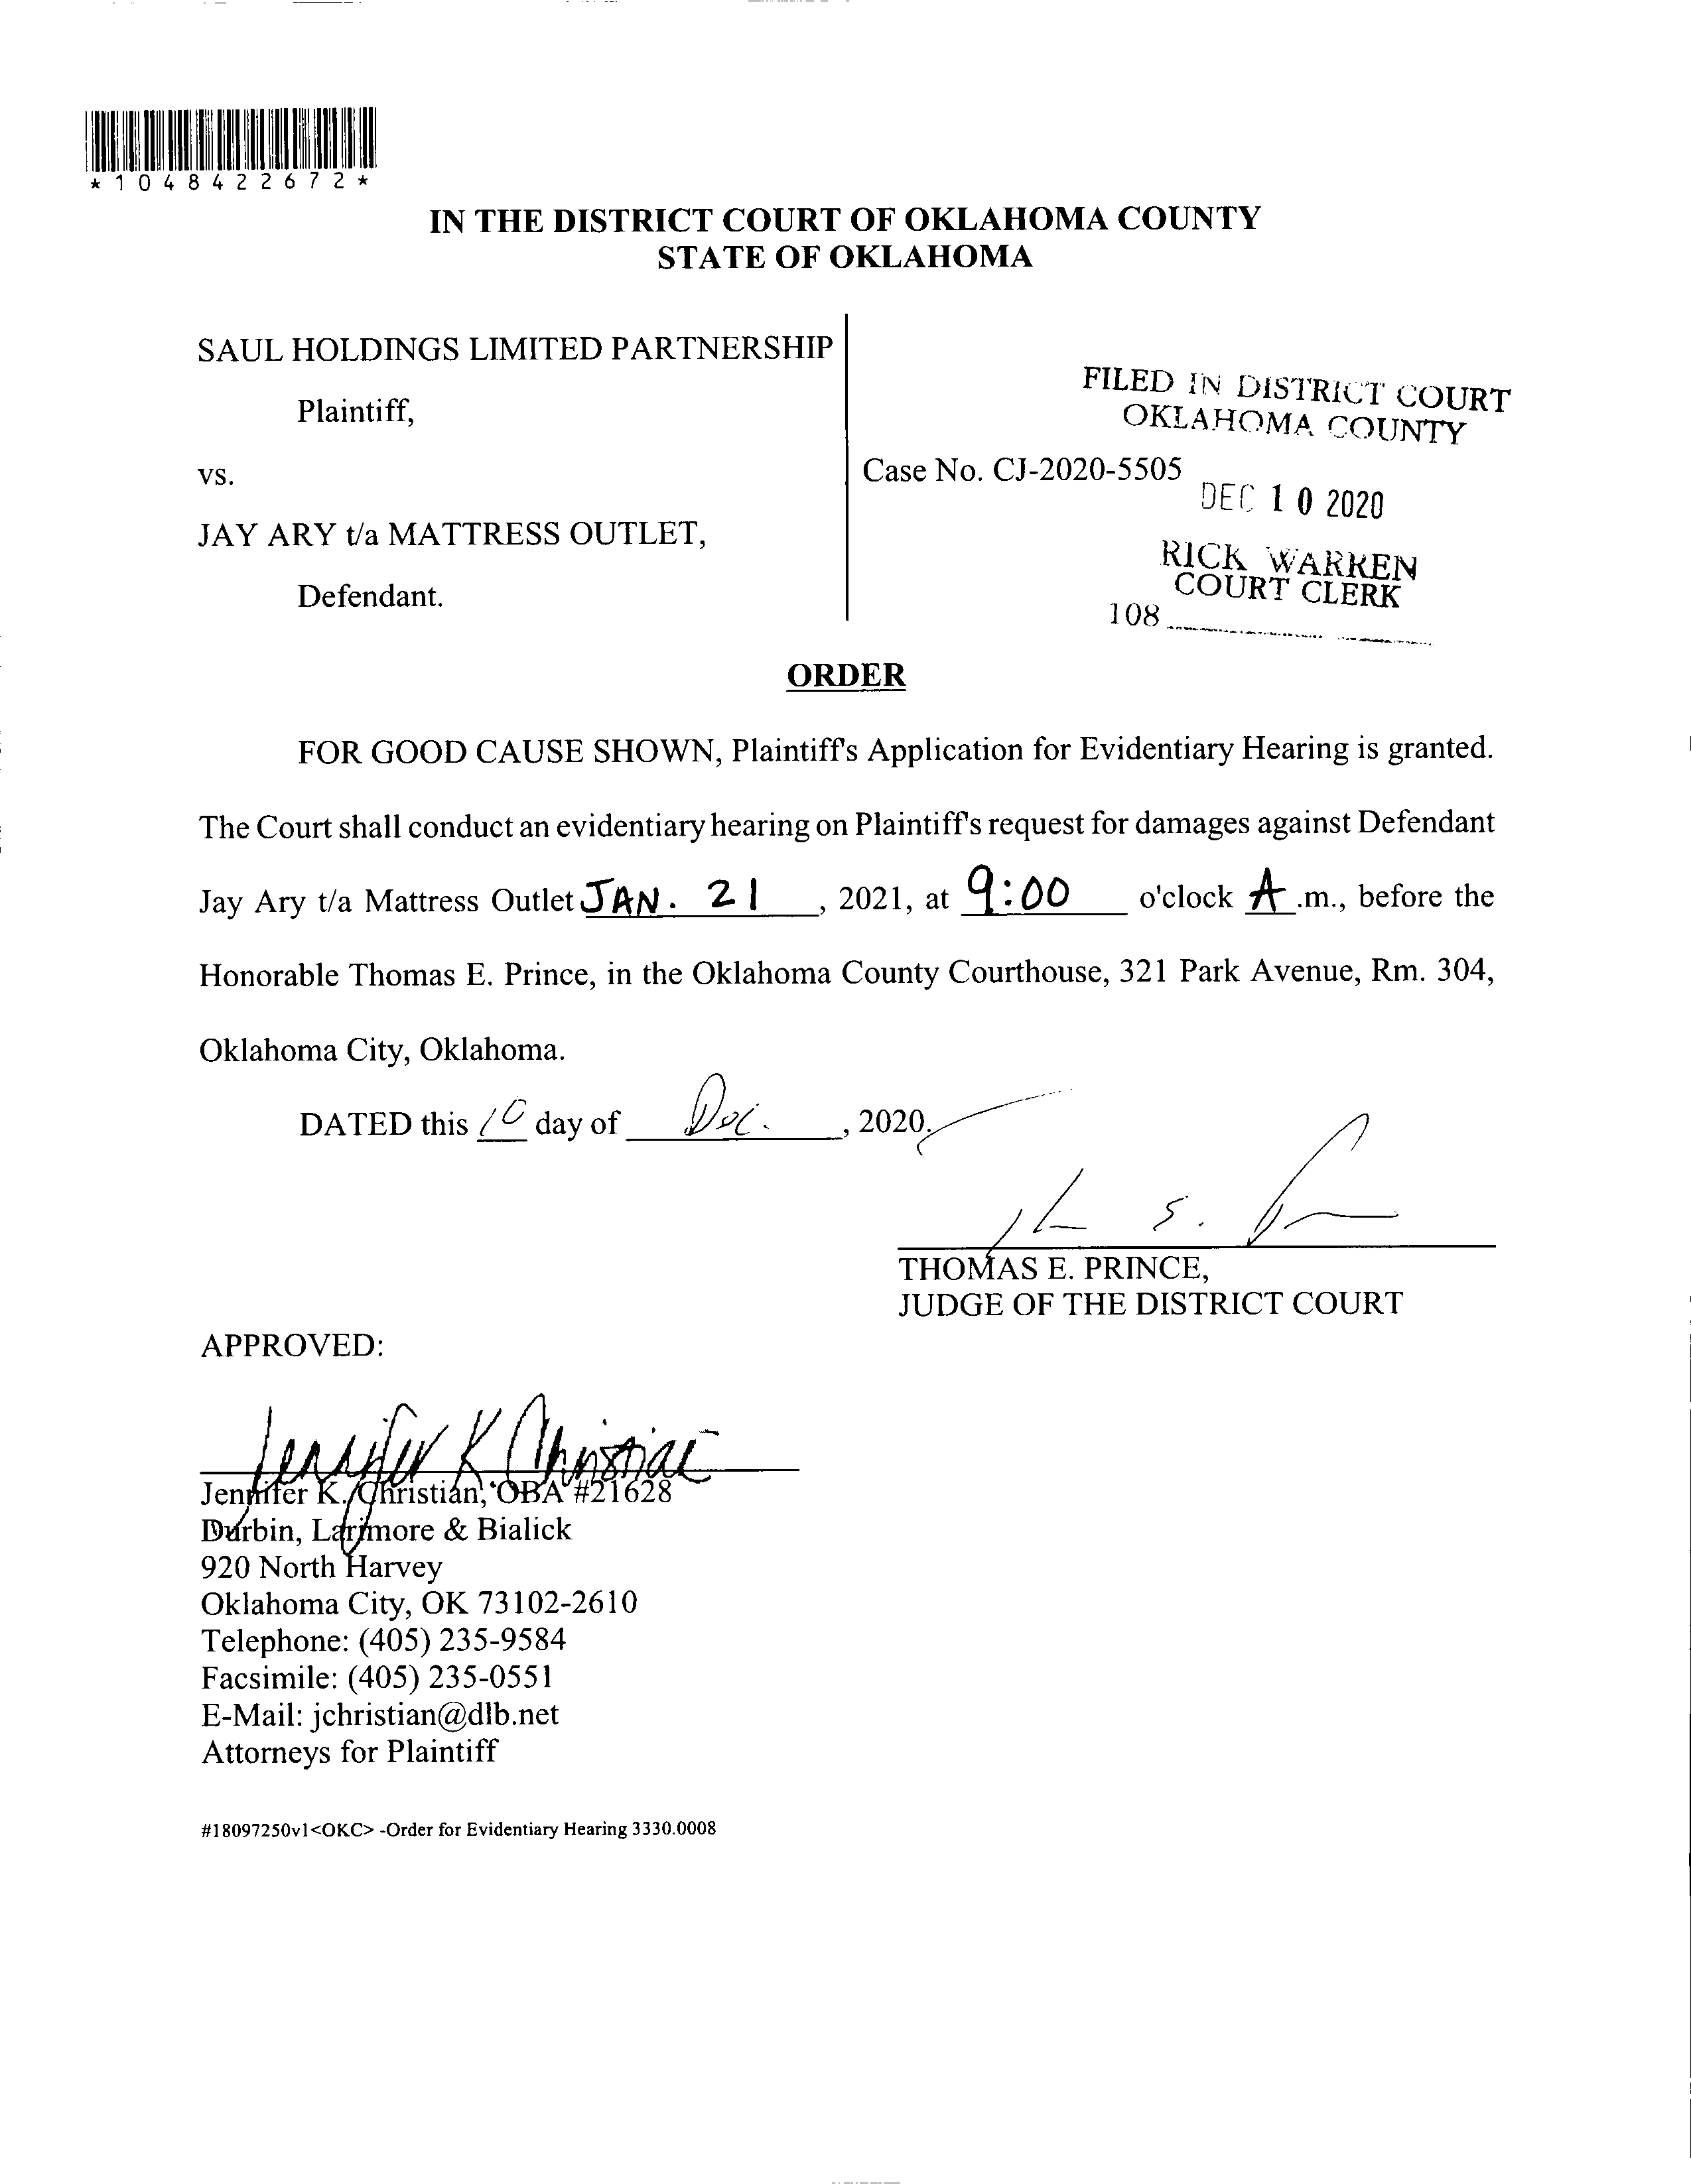 *1048422672*
IN THE DISTRICT COURT OF OKLAHOMA COUNTY
STATE OF OKLAHOMA
SAUL HOLDINGS LIMITED PARTNERSHIP
Plaintiff,
vs.
JAY ARY t/a MATTRESS OUTLET,
Defendant.
FILED IN DISTRICT COURT
OKLAHOMA COUNTY
Case No. CJ-2020-5505
DEC 10 2020
RICK WARREN
COURT CLERK
108
ORDER
FOR GOOD CAUSE SHOWN, Plaintiff's Application for Evidentiary Hearing is granted.
The Court shall conduct an evidentiary hearing on Plaintiff's request for damages against Defendant
Jay Ary t/a Mattress Outlet JAN. 21, 2021, at 9:00 o'clock A.m., before the
Honorable Thomas E. Prince, in the Oklahoma County Courthouse, 321 Park Avenue, Rm. 304,
Oklahoma City, Oklahoma.
DATED this 10 day of Dec., 2020.
THOMAS E. PRINCE,
JUDGE OF THE DISTRICT COURT
APPROVED:
Jennifer K Christian
Jennifer K. Christian, OBA #21628
Durbin, Larimore & Bialick
920 North Harvey
Oklahoma City, OK 73102-2610
Telephone: (405) 235-9584
Facsimile: (405) 235-0551
E-Mail: jchristian@dlb.net
Attorneys for Plaintiff
#18097250v1<OKC> -Order for Evidentiary Hearing 3330.0008